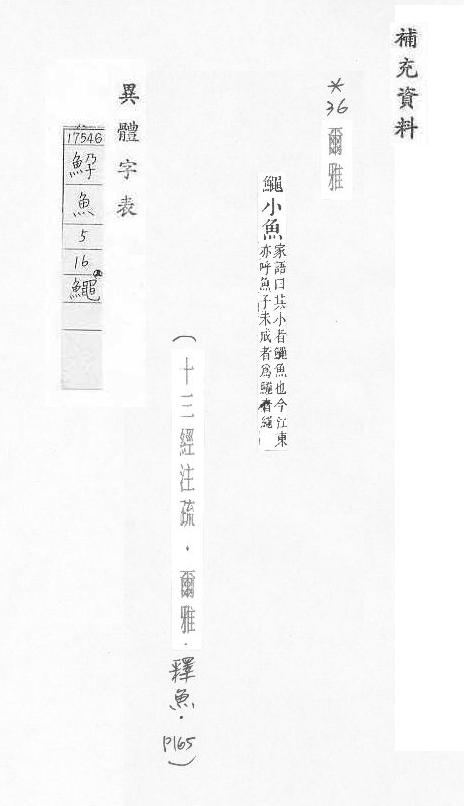 補充資料
*36 爾雅
鱦小魚
家語曰其小者鱦魚也今江東
亦呼魚子未成者為鱦音繩
(十三經注疏·爾雅·釋魚·P165)
異體字表
17546
魚
5
16
鱦